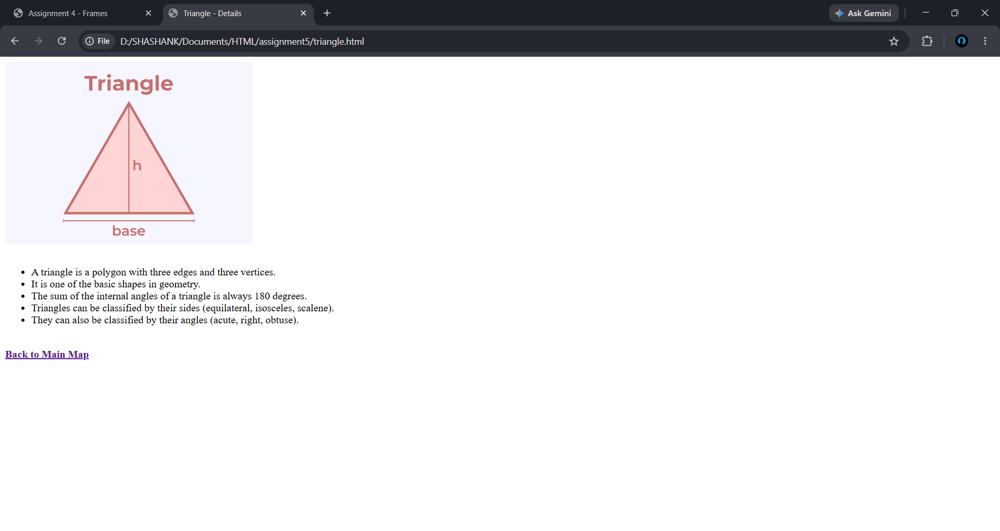 Assignment 4 - Frames
Triangle - Details
Ask Gemini
File
D:/SHASHANK/Documents/HTML/assignment5/triangle.html
Triangle
h
base
• A triangle is a polygon with three edges and three vertices.
• It is one of the basic shapes in geometry.
• The sum of the internal angles of a triangle is always 180 degrees.
• Triangles can be classified by their sides (equilateral, isosceles, scalene).
• They can also be classified by their angles (acute, right, obtuse).
Back to Main Map